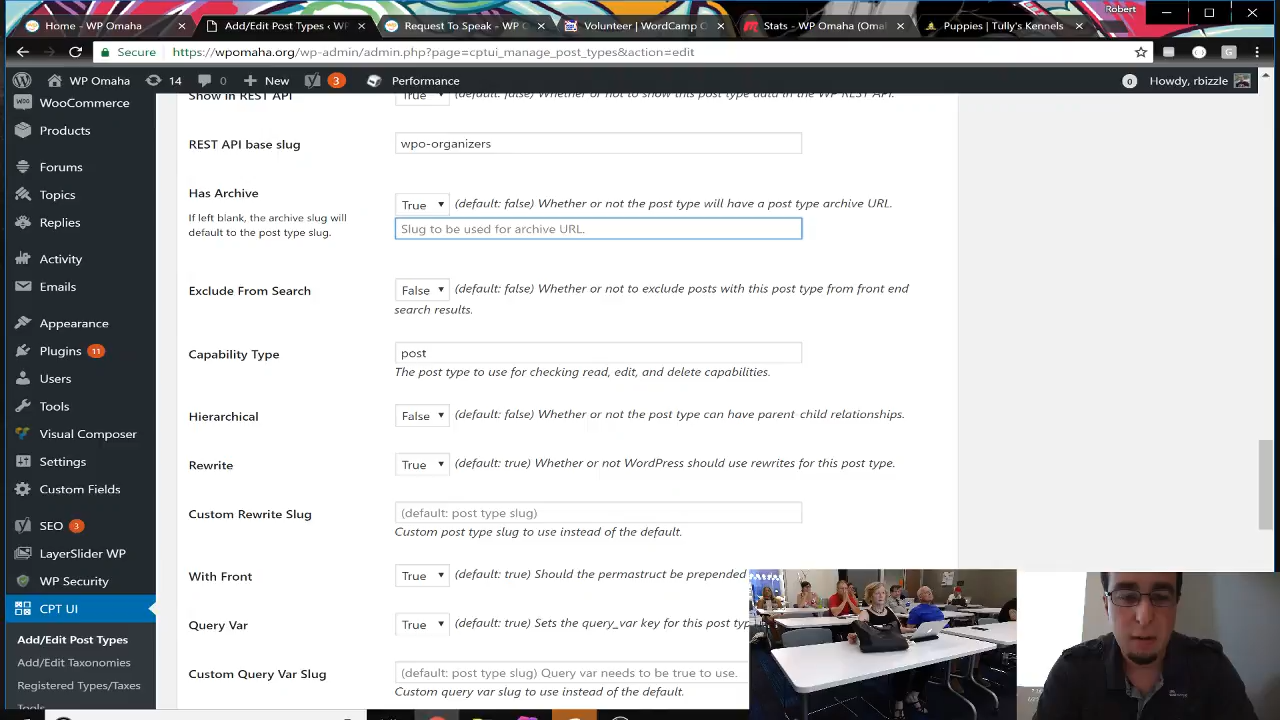 Robert
Home - WP Omaha
Add/Edit Post Types ‹ WP
Request To Speak - WP O
Volunteer | WordCamp O
Stats - WP Omaha (Omal
Puppies | Tully's Kennels
Secure
https://wpomaha.org/wp-admin/admin.php?page=cptui_manage_post_types&action=edit
WP Omaha
14
0
New
3
Performance
0
Howdy, rbizzle
WooCommerce
Products
Forums
Topics
Replies
Activity
Emails
Appearance
Plugins 11
Users
Tools
Visual Composer
Settings
Custom Fields
SEO 3
LayerSlider WP
WP Security
CPT UI
Add/Edit Post Types
Add/Edit Taxonomies
Registered Types/Taxes
Tools
Show in REST API
True (default: false) Whether or not to show this post type data in the WP REST API.
REST API base slug
wpo-organizers
Has Archive
If left blank, the archive slug will
default to the post type slug.
True (default: false) Whether or not the post type will have a post type archive URL.
Slug to be used for archive URL.
Exclude From Search
False (default: false) Whether or not to exclude posts with this post type from front end
search results.
Capability Type
post
The post type to use for checking read, edit, and delete capabilities.
Hierarchical
False (default: false) Whether or not the post type can have parent child relationships.
Rewrite
True (default: true) Whether or not WordPress should use rewrites for this post type.
Custom Rewrite Slug
(default: post type slug)
Custom post type slug to use instead of the default.
With Front
True (default: true) Should the permastruct be prepended
Query Var
True (default: true) Sets the query_var key for this post typ
Custom Query Var Slug
(default: post type slug) Query var needs to be true to use.
Custom query var slug to use instead of the default.